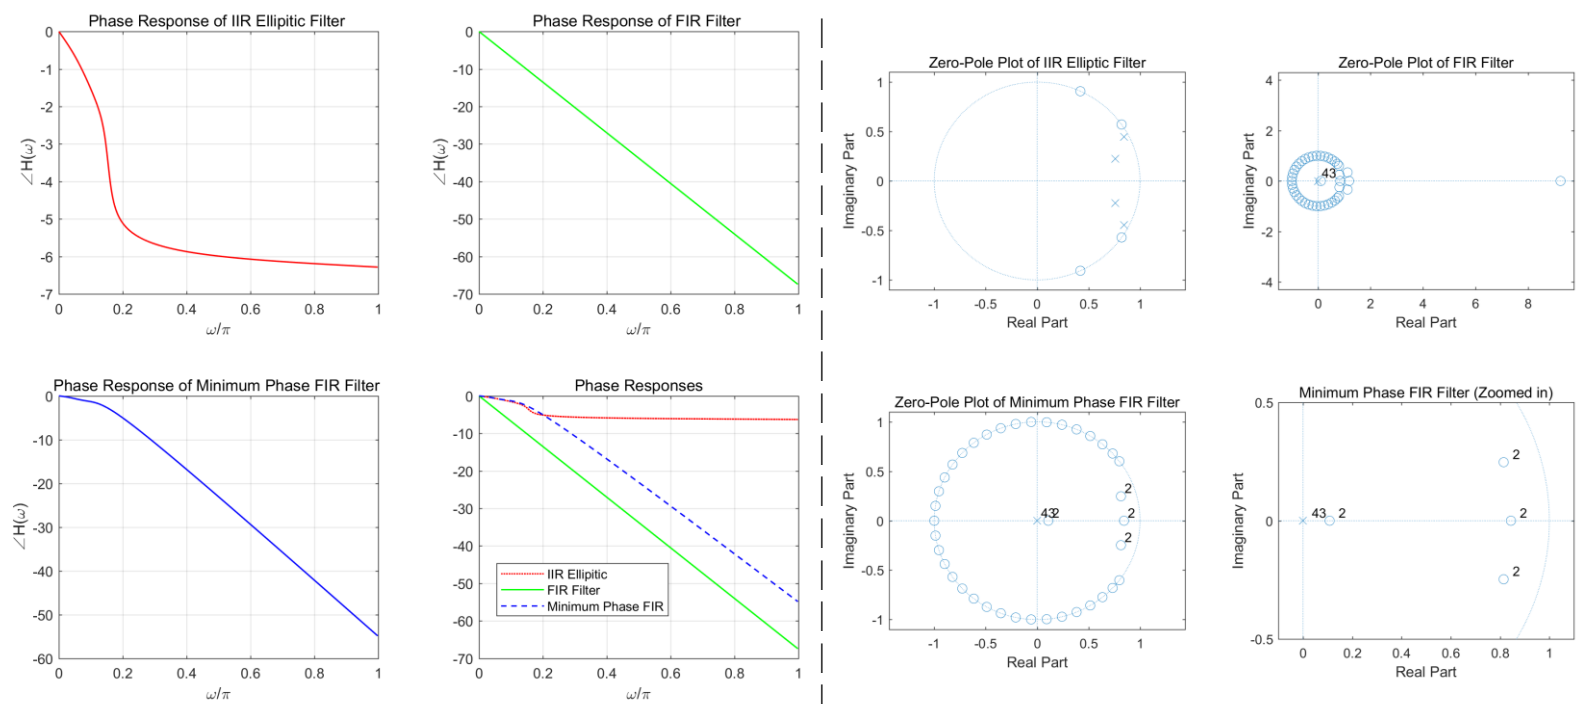 Phase Response of IIR Ellipitic Filter
0
-1
-2
-3
-4
-5
-6
-7
∠H(ω)
0 0.2 0.4 0.6 0.8 1
ω/π
Phase Response of FIR Filter
0
-10
-20
-30
-40
-50
-60
-70
∠H(ω)
0 0.2 0.4 0.6 0.8 1
ω/π
Phase Response of Minimum Phase FIR Filter
0
-10
-20
-30
-40
-50
-60
∠H(ω)
0 0.2 0.4 0.6 0.8 1
ω/π
Phase Responses
0
-10
-20
-30
-40
-50
-60
-70
IIR Elliptic
FIR Filter
Minimum Phase FIR
0 0.2 0.4 0.6 0.8 1
ω/π
Zero-Pole Plot of IIR Elliptic Filter
1
0.5
0
-0.5
-1
Imaginary Part
-1 -0.5 0 0.5 1
Real Part
Zero-Pole Plot of FIR Filter
4
2
0
-2
-4
Imaginary Part
43
0 2 4 6 8
Real Part
Zero-Pole Plot of Minimum Phase FIR Filter
1
0.5
0
-0.5
-1
Imaginary Part
2
43 2 2
2
-1 -0.5 0 0.5 1
Real Part
Minimum Phase FIR Filter (Zoomed in)
0.5
0
-0.5
Imaginary Part
2
43 2 2
2
0 0.2 0.4 0.6 0.8 1
Real Part